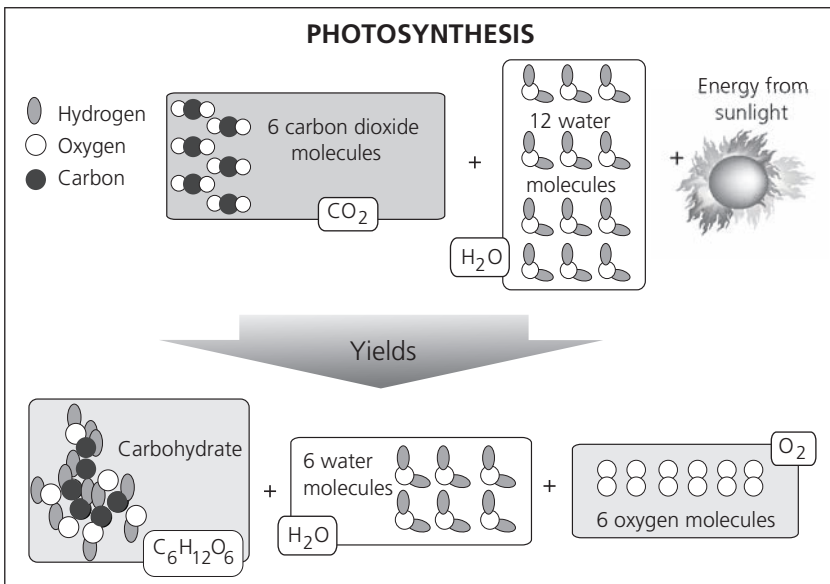 PHOTOSYNTHESIS
Hydrogen
Oxygen
Carbon
6 carbon dioxide
molecules
CO₂
+
12 water
molecules
H₂O
+
Energy from
sunlight
Yields
Carbohydrate
C₆H₁₂O₆
+
6 water
molecules
H₂O
+
O₂
6 oxygen molecules